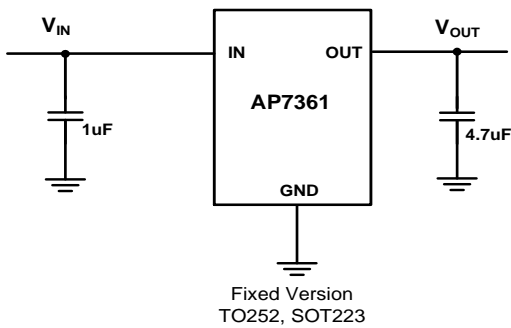 VIN
VOUT
IN
OUT
AP7361
1uF
4.7uF
GND
Fixed Version
TO252, SOT223